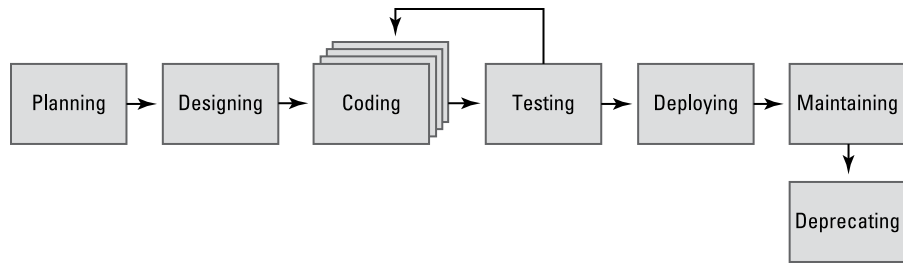 Planning
Designing
Coding
Testing
Deploying
Maintaining
Deprecating